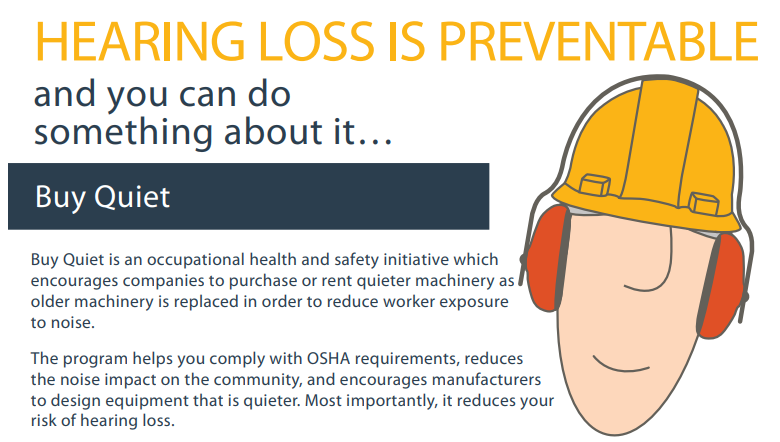 HEARING LOSS IS PREVENTABLE
and you can do
something about it…
Buy Quiet
Buy Quiet is an occupational health and safety initiative which
encourages companies to purchase or rent quieter machinery as
older machinery is replaced in order to reduce worker exposure
to noise.
The program helps you comply with OSHA requirements, reduces
the noise impact on the community, and encourages manufacturers
to design equipment that is quieter. Most importantly, it reduces your
risk of hearing loss.